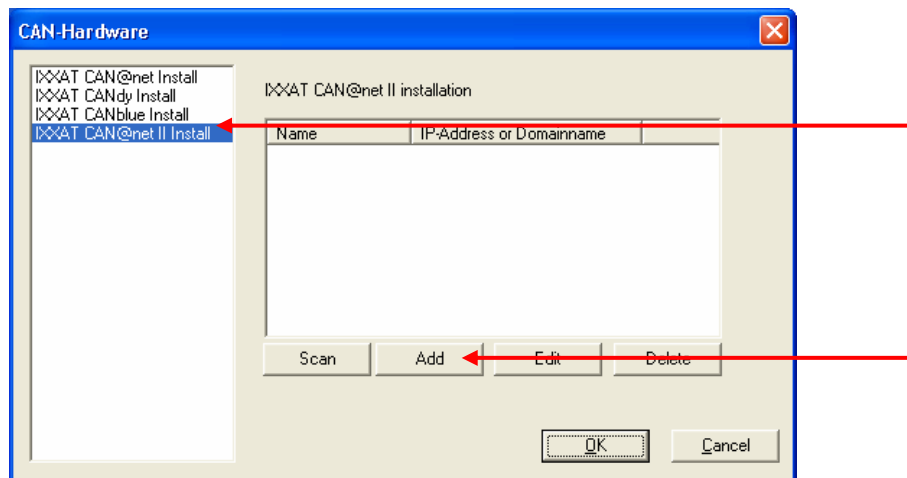 CAN-Hardware
IXXAT CAN@net Install
IXXAT CANdy Install
IXXAT CANblue Install
IXXAT CAN@net II Install
IXXAT CAN@net II installation
Name IP-Address or Domainname
Scan Add Edit Delete
OK Cancel